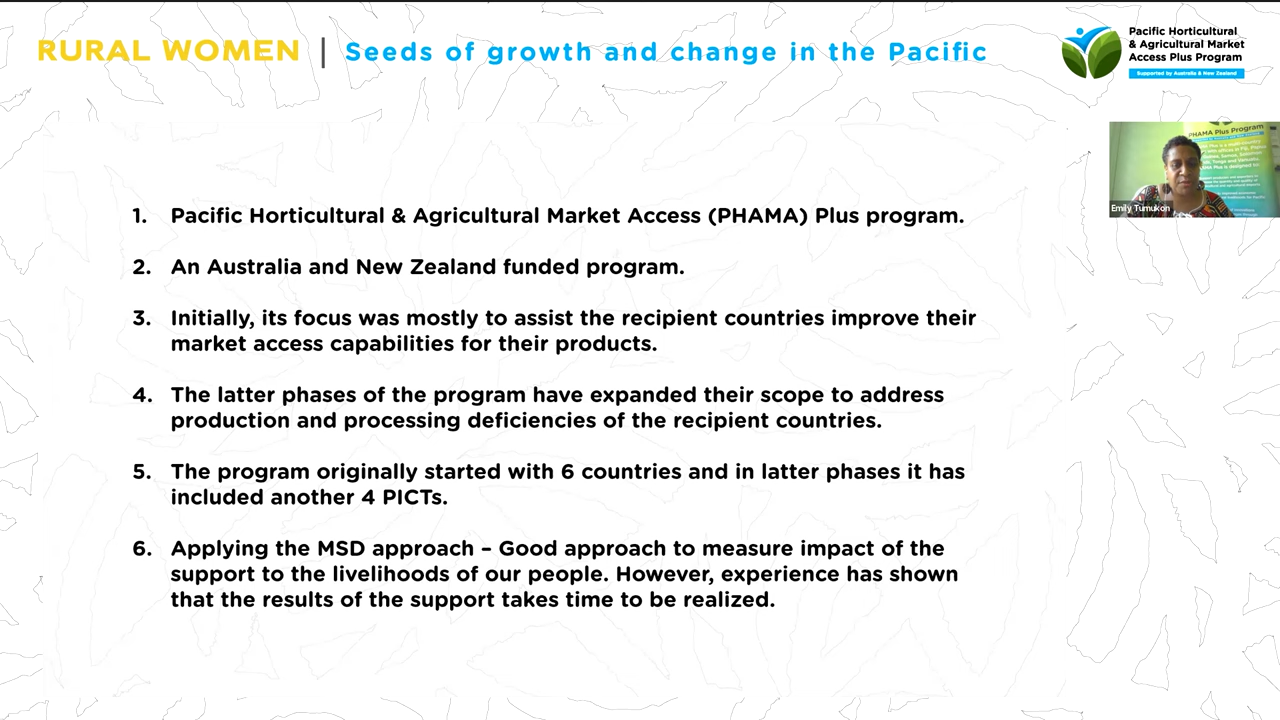 RURAL WOMEN | Seeds of growth and change in the Pacific
Pacific Horticultural
& Agricultural Market
Access Plus Program
Supported by Australia & New Zealand
PHAMA Plus Program
Emily Tumukon
1. Pacific Horticultural & Agricultural Market Access (PHAMA) Plus program.
2. An Australia and New Zealand funded program.
3. Initially, its focus was mostly to assist the recipient countries improve their
market access capabilities for their products.
4. The latter phases of the program have expanded their scope to address
production and processing deficiencies of the recipient countries.
5. The program originally started with 6 countries and in latter phases it has
included another 4 PICTs.
6. Applying the MSD approach – Good approach to measure impact of the
support to the livelihoods of our people. However, experience has shown
that the results of the support takes time to be realized.